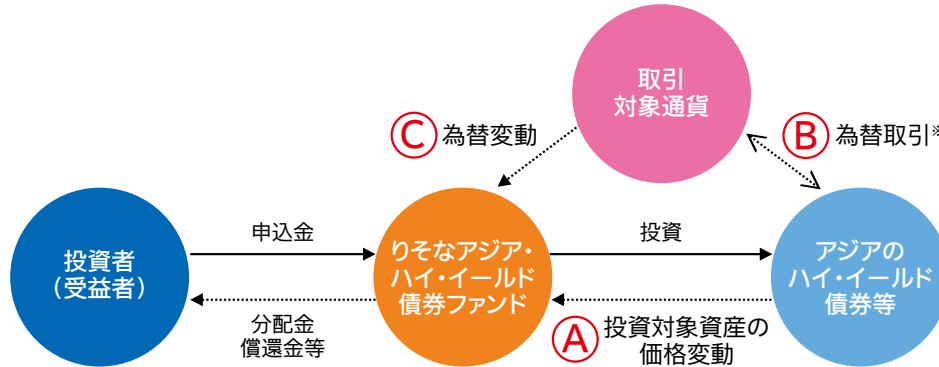 取引
対象通貨
Ⓒ 為替変動
Ⓑ 為替取引※
投資者
(受益者)
申込金
りそなアジア・
ハイ・イールド
債券ファンド
投資
アジアの
ハイ・イールド
債券等
分配金
償還金等
Ⓐ 投資対象資産の
価格変動